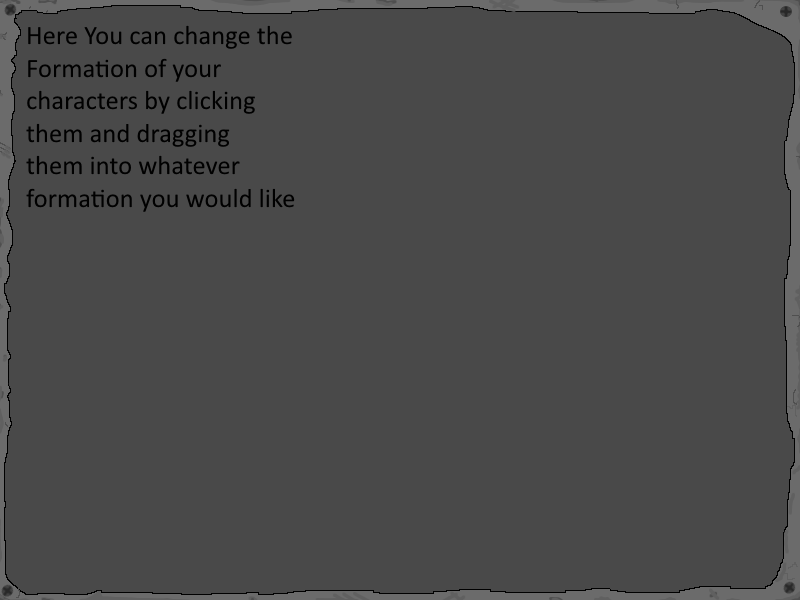 Here You can change the
Formation of your
characters by clicking
them and dragging
them into whatever
formation you would like